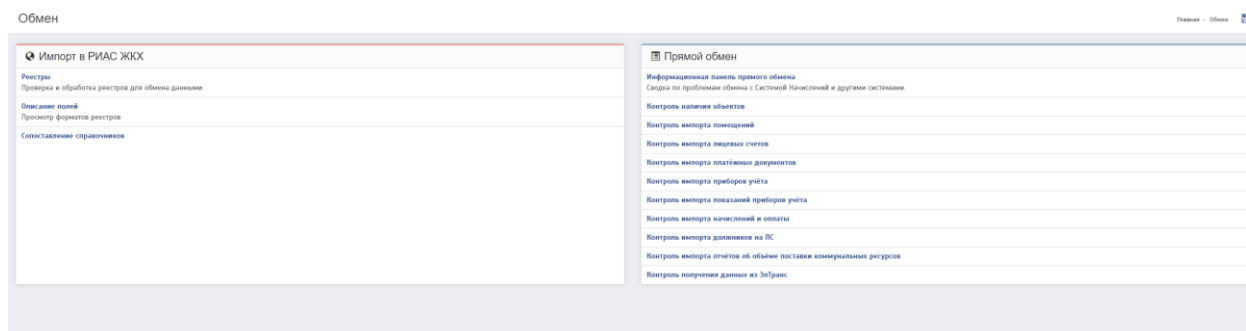 Обмен
Главная - Обмен
Импорт в РИАС ЖКХ
Реестры
Проверка и обработка реестров для обмена данными
Описание полей
Просмотр форматов реестров
Сопоставление справочников
Прямой обмен
Информационная панель прямого обмена
Сводка по проблемам обмена с Системой Начислений и другими системами.
Контроль наличия объектов
Контроль импорта помещений
Контроль импорта лицевых счетов
Контроль импорта платёжных документов
Контроль импорта приборов учёта
Контроль импорта показаний приборов учёта
Контроль импорта начислений и оплаты
Контроль импорта должников на ЛС
Контроль импорта отчётов об объёме поставки коммунальных ресурсов
Контроль получения данных из ЭлТранс